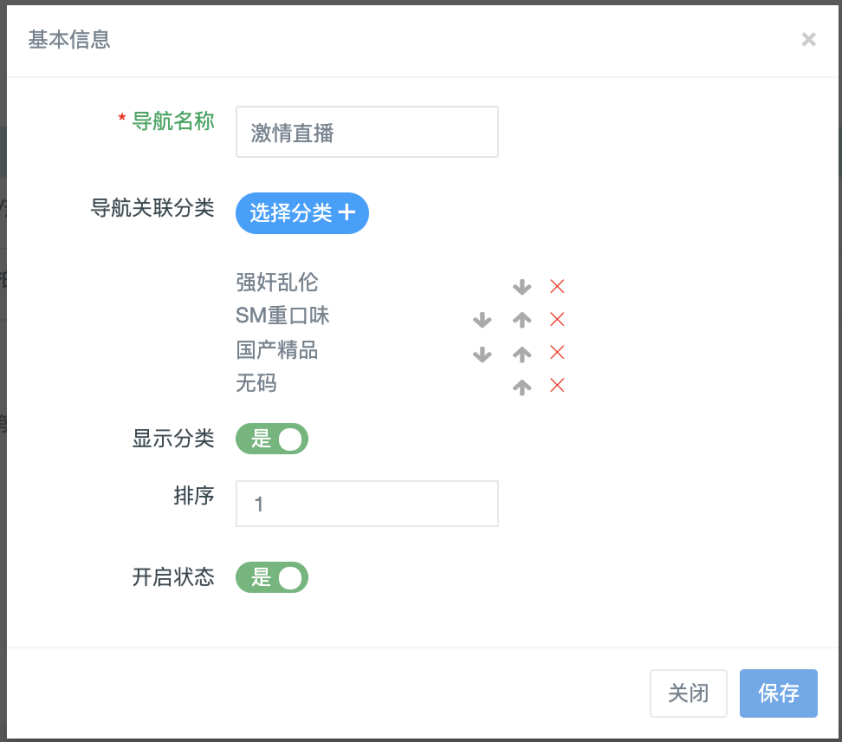 基本信息
* 导航名称
激情直播
导航关联分类
选择分类
强奸乱伦
SM重口味
国产精品
无码
显示分类
是
排序
1
开启状态
是
关闭
保存